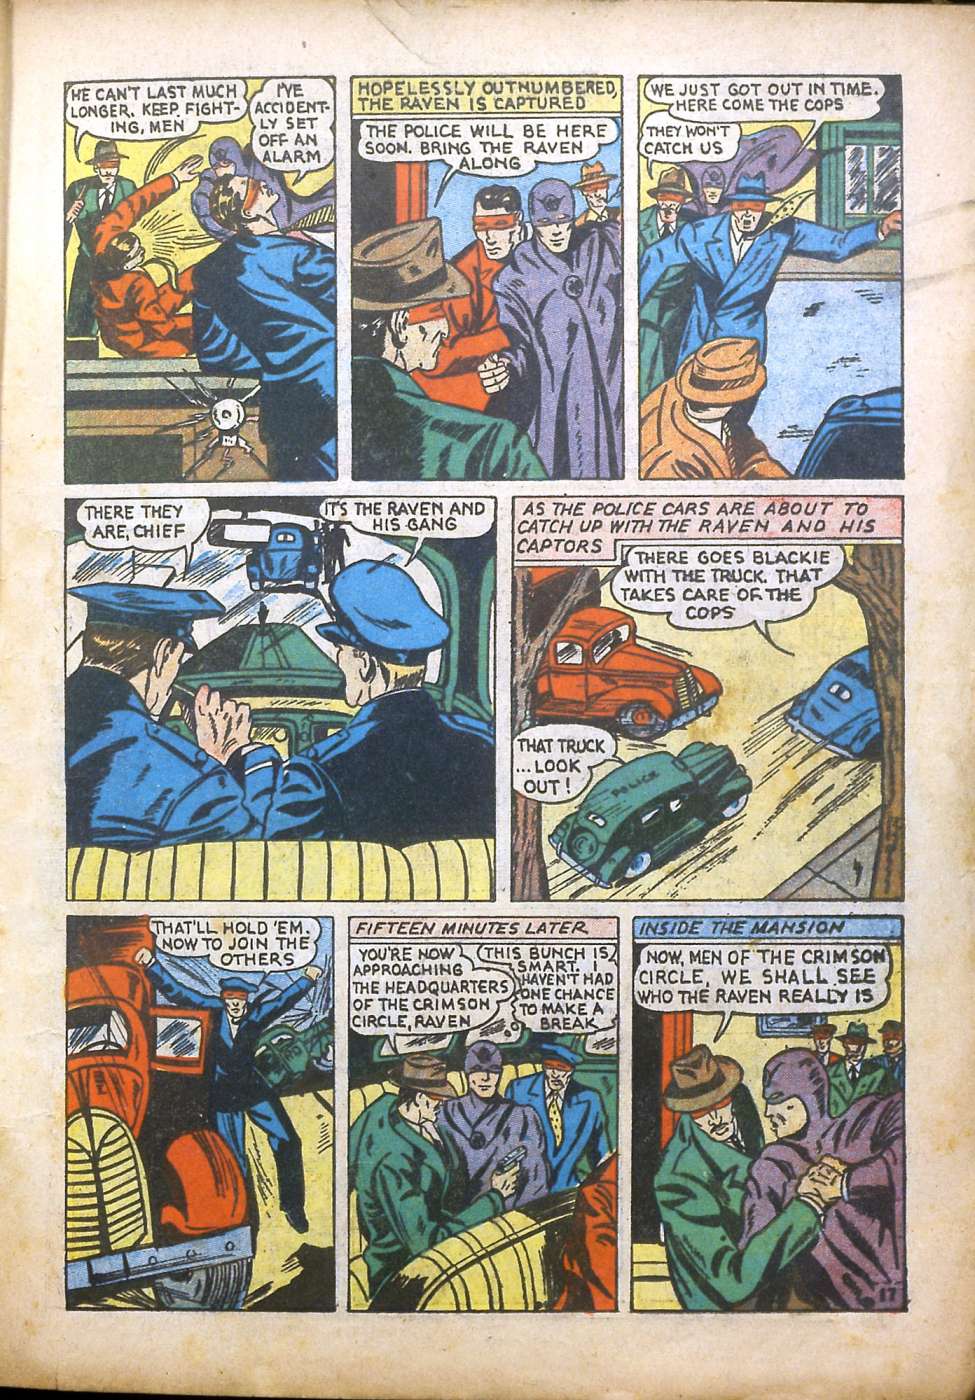 HE CAN'T LAST MUCH
LONGER. KEEP FIGHT-
ING, MEN
I'VE
ACCIDENT-
LY SET
OFF AN
ALARM
HOPELESSLY OUTNUMBERED,
THE RAVEN IS CAPTURED
THE POLICE WILL BE HERE
SOON. BRING THE RAVEN
ALONG
WE JUST GOT OUT IN TIME.
HERE COME THE COPS
THEY WON'T
CATCH US
THERE THEY
ARE, CHIEF
IT'S THE RAVEN AND
HIS GANG
AS THE POLICE CARS ARE ABOUT TO
CATCH UP WITH THE RAVEN AND HIS
CAPTORS
THERE GOES BLACKIE
WITH THE TRUCK. THAT
TAKES CARE OF THE
COPS
THAT TRUCK
...LOOK
OUT!
POLICE
THAT'LL HOLD 'EM.
NOW TO JOIN THE
OTHERS
FIFTEEN MINUTES LATER
YOU'RE NOW
APPROACHING
THE HEADQUARTERS
OF THE CRIMSON
CIRCLE, RAVEN
THIS BUNCH IS
SMART.
HAVEN'T HAD
ONE CHANCE
TO MAKE A
BREAK
INSIDE THE MANSION
NOW, MEN OF THE CRIMSON
CIRCLE, WE SHALL SEE
WHO THE RAVEN REALLY IS
17